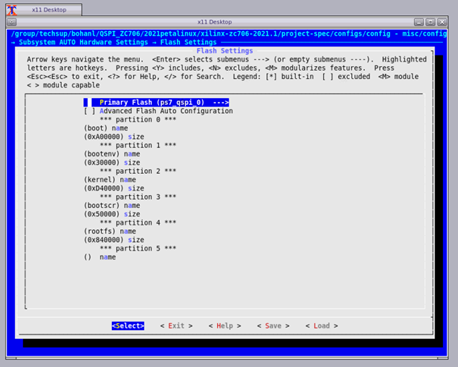 x11 Desktop
x11 Desktop
/group/techsup/bohanl/QSPI_ZC706/2021petalinux/xilinx-zc706-2021.1/project-spec/configs/config - misc/config
→ Subsystem AUTO Hardware Settings → Flash Settings
Flash Settings
Arrow keys navigate the menu. <Enter> selects submenus ---> (or empty submenus ----). Highlighted
letters are hotkeys. Pressing <Y> includes, <N> excludes, <M> modularizes features. Press
<Esc><Esc> to exit, <?> for Help, </> for Search. Legend: [*] built-in [ ] excluded <M> module
< > module capable
Primary Flash (ps7_qspi_0) --->
[ ] Advanced Flash Auto Configuration
*** partition 0 ***
(boot) name
(0xA00000) size
*** partition 1 ***
(bootenv) name
(0x30000) size
*** partition 2 ***
(kernel) name
(0xD40000) size
*** partition 3 ***
(bootscr) name
(0x50000) size
*** partition 4 ***
(rootfs) name
(0x840000) size
*** partition 5 ***
() name
<Select> < Exit > < Help > < Save > < Load >